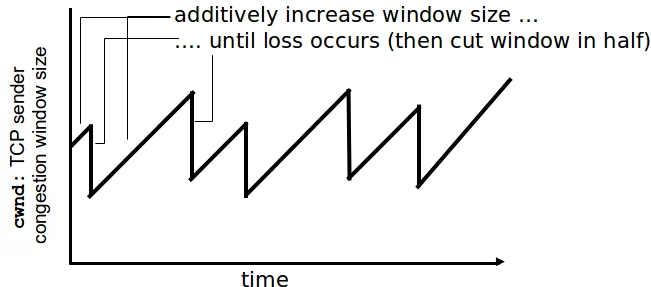 additively increase window size ...
.... until loss occurs (then cut window in half)
cwnd: TCP sender
congestion window size
time